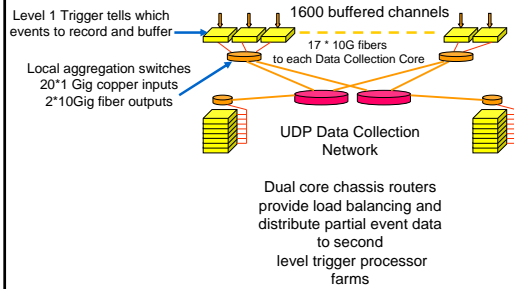 Level 1 Trigger tells which
events to record and buffer
1600 buffered channels
17 * 10G fibers
to each Data Collection Core
Local aggregation switches
20*1 Gig copper inputs
2*10Gig fiber outputs
UDP Data Collection
Network
Dual core chassis routers
provide load balancing and
distribute partial event data
to second
level trigger processor
farms